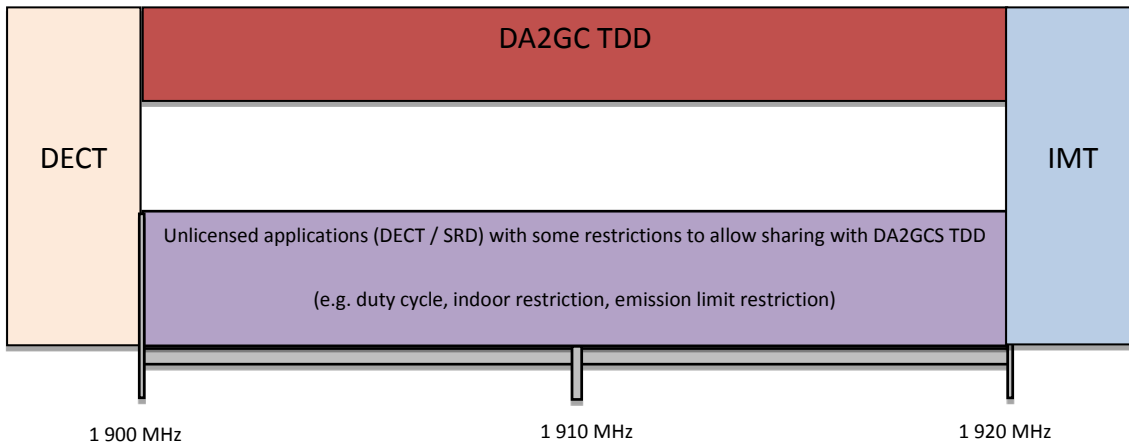 DA2GC TDD
DECT
IMT
Unlicensed applications (DECT / SRD) with some restrictions to allow sharing with DA2GCS TDD
(e.g. duty cycle, indoor restriction, emission limit restriction)
1 900 MHz
1 910 MHz
1 920 MHz